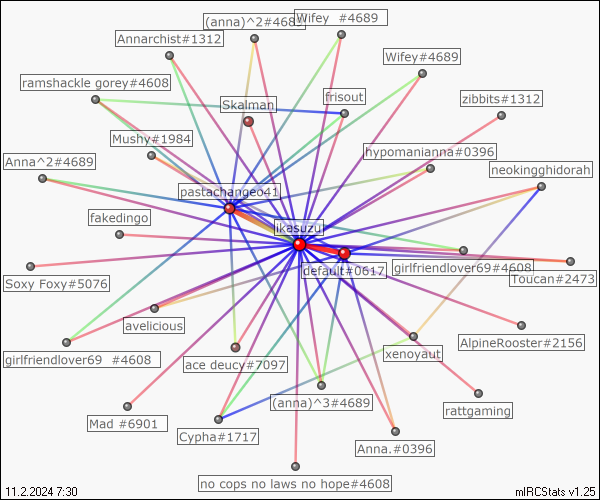 (anna)^2#4689
Wifey  #4689
Annarchist#1312
Wifey#4689
ramshackle gorey#4608
Skalman
frisout
zibbits#1312
Mushy#1984
hypomanianna#0396
Anna^2#4689
neokingghidorah
pastachangeo41
fakedingo
ikasuzu
default#0617
girlfriendlover69#4608
Soxy Foxy#5076
Toucan#2473
avelicious
AlpineRooster#2156
girlfriendlover69  #4608
ace deucy#7097
xenoyaut
(anna)^3#4689
rattgaming
Mad #6901
Cypha#1717
Anna.#0396
no cops no laws no hope#4608
11.2.2024 7:30
mIRCStats v1.25